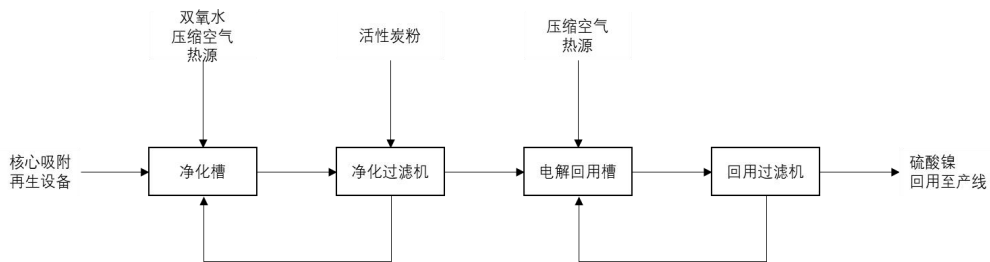 双氧水
压缩空气
热源
活性炭粉
压缩空气
热源
核心吸附
再生设备
净化槽
净化过滤机
电解回用槽
回用过滤机
硫酸镍
回用至产线